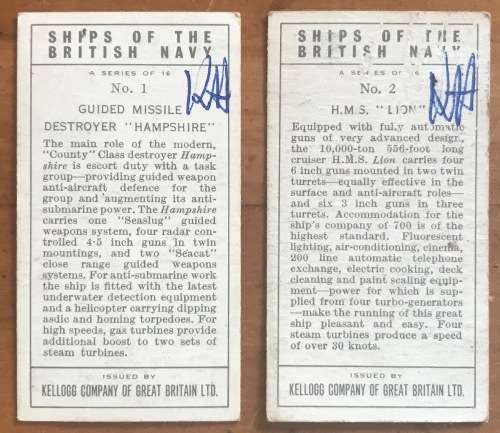 SHIPS OF THE
BRITISH NAVY
A SERIES OF 16
No. 1
GUIDED MISSILE
DESTROYER "HAMPSHIRE"
The main role of the modern,
"County" Class destroyer Hamp-
shire is escort duty with a task
group—providing guided weapon
anti-aircraft defence for the
group and augmenting its anti-
submarine power. The Hampshire
carries one "Seaslug" guided
weapons system, four radar con-
trolled 4·5 inch guns in twin
mountings, and two "Seacat"
close range guided weapons
systems. For anti-submarine work
the ship is fitted with the latest
underwater detection equipment
and a helicopter carrying dipping
asdic and homing torpedoes. For
high speeds, gas turbines provide
additional boost to two sets of
steam turbines.
ISSUED BY
KELLOGG COMPANY OF GREAT BRITAIN LTD.
SHIPS OF THE
BRITISH NAVY
A SERIES OF 6
No. 2
H.M.S. "LION"
Equipped with fully automatic
guns of very advanced design,
the 10,000-ton 556-foot long
cruiser H.M.S. Lion carries four
6 inch guns mounted in two twin
turrets—equally effective in the
surface and anti-aircraft roles—
and six 3 inch guns in three
turrets. Accommodation for the
ship's company of 700 is of the
highest standard. Fluorescent
lighting, air-conditioning, cinema,
200 line automatic telephone
exchange, electric cooking, deck
cleaning and paint scaling equip-
ment—power for which is sup-
plied from four turbo-generators
—make the running of this great
ship pleasant and easy. Four
steam turbines produce a speed
of over 30 knots.
ISSUED BY
KELLOGG COMPANY OF GREAT BRITAIN LTD.